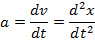 a = dv/dt = d²x/dt²